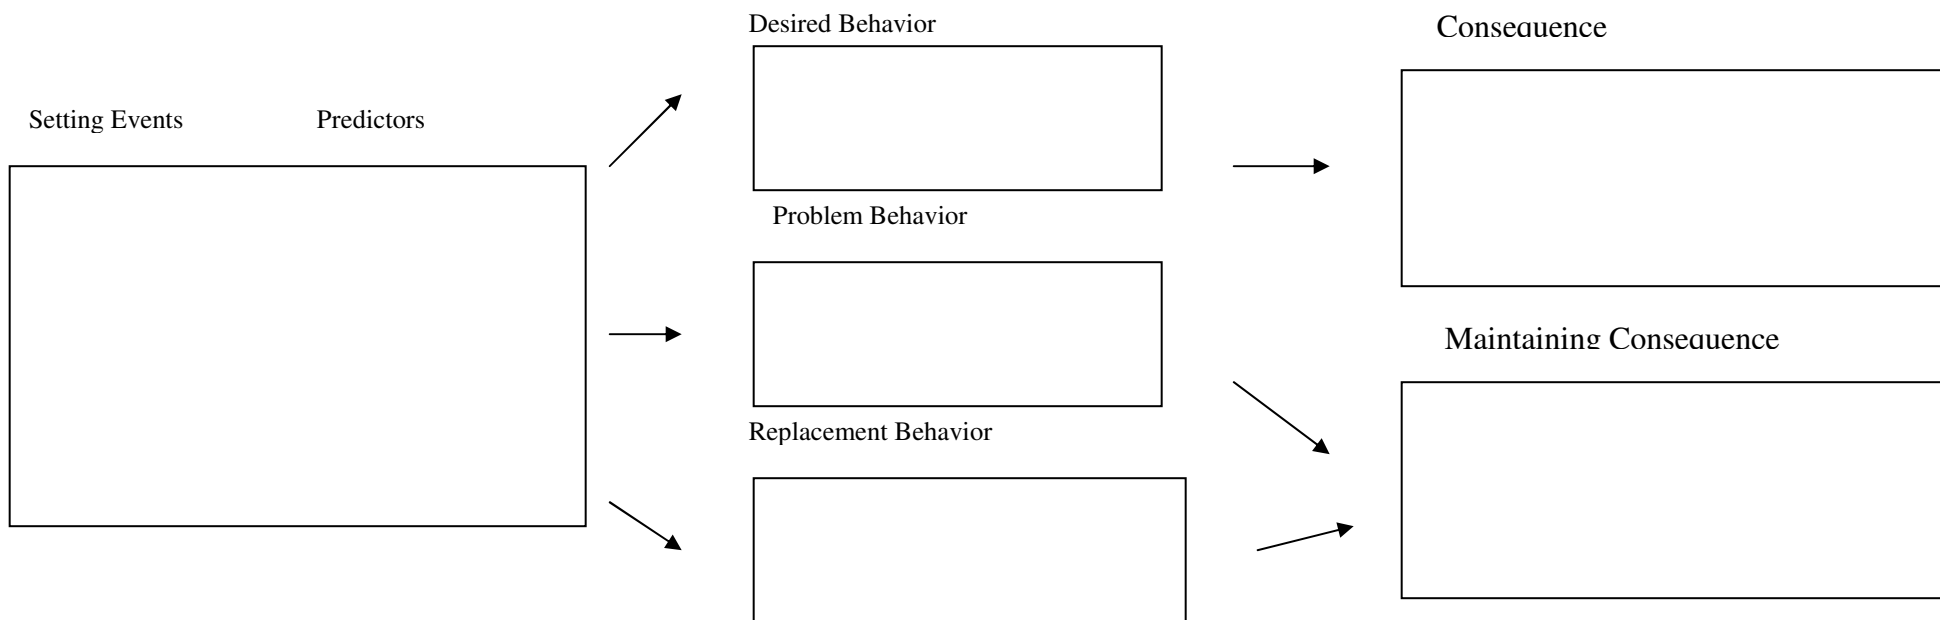 Desired Behavior
Consequence
Setting Events
Predictors
Problem Behavior
Maintaining Consequence
Replacement Behavior